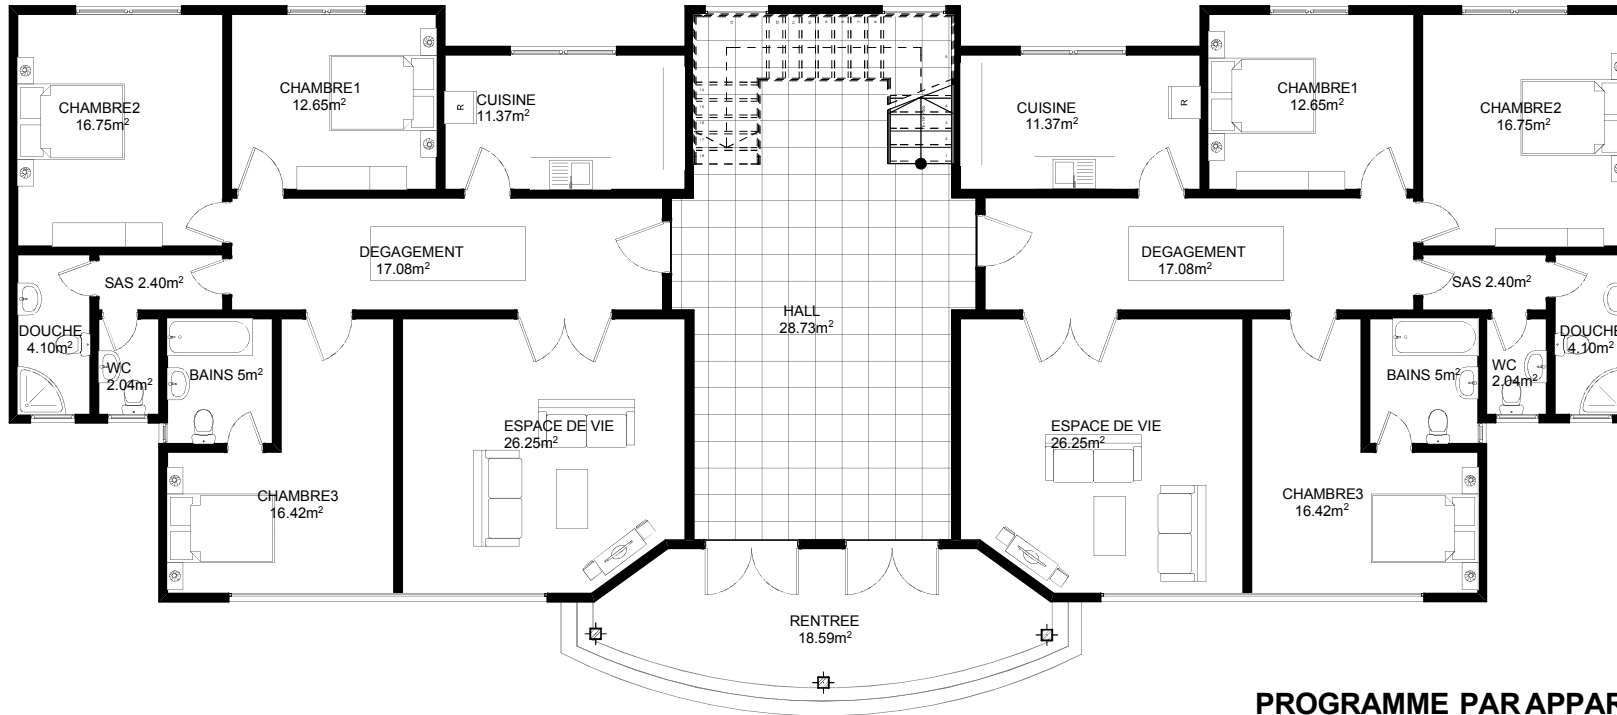 CHAMBRE2
16.75m²
CHAMBRE1
12.65m²
R
CUISINE
11.37m²
CUISINE
11.37m²
R
CHAMBRE1
12.65m²
CHAMBRE2
16.75m²
DEGAGEMENT
17.08m²
DEGAGEMENT
17.08m²
SAS 2.40m²
SAS 2.40m²
HALL
28.73m²
DOUCHE
4.10m²
WC
2.04m²
BAINS 5m²
BAINS 5m²
WC
2.04m²
DOUCHE
4.10m²
ESPACE DE VIE
26.25m²
ESPACE DE VIE
26.25m²
CHAMBRE3
16.42m²
CHAMBRE3
16.42m²
RENTREE
18.59m²
PROGRAMME PAR APPAR